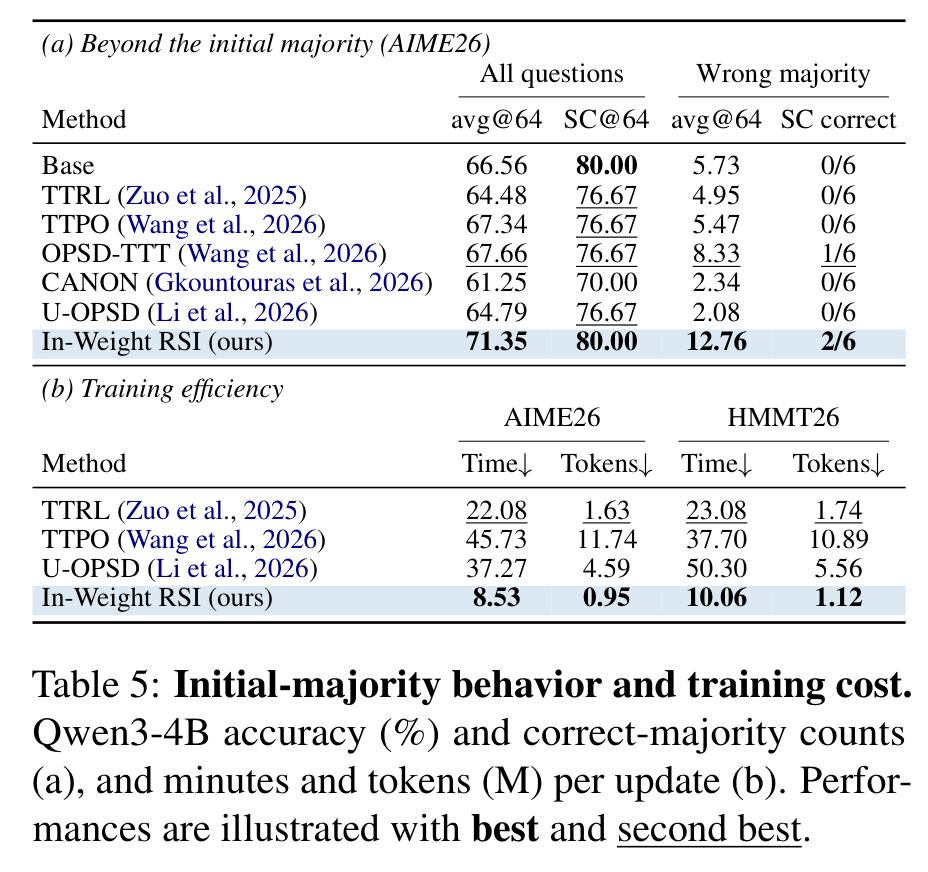 (a) Beyond the initial majority (AIME26)
All questions Wrong majority
Method avg@64 SC@64 avg@64 SC correct
Base 66.56 80.00 5.73 0/6
TTRL (Zuo et al., 2025) 64.48 76.67 4.95 0/6
TTPO (Wang et al., 2026) 67.34 76.67 5.47 0/6
OPSD-TTT (Wang et al., 2026) 67.66 76.67 8.33 1/6
CANON (Gkountouras et al., 2026) 61.25 70.00 2.34 0/6
U-OPSD (Li et al., 2026) 64.79 76.67 2.08 0/6
In-Weight RSI (ours) 71.35 80.00 12.76 2/6
(b) Training efficiency
AIME26 HMMT26
Method Time↓ Tokens↓ Time↓ Tokens↓
TTRL (Zuo et al., 2025) 22.08 1.63 23.08 1.74
TTPO (Wang et al., 2026) 45.73 11.74 37.70 10.89
U-OPSD (Li et al., 2026) 37.27 4.59 50.30 5.56
In-Weight RSI (ours) 8.53 0.95 10.06 1.12
Table 5: Initial-majority behavior and training cost.
Qwen3-4B accuracy (%) and correct-majority counts
(a), and minutes and tokens (M) per update (b). Perfor-
mances are illustrated with best and second best.